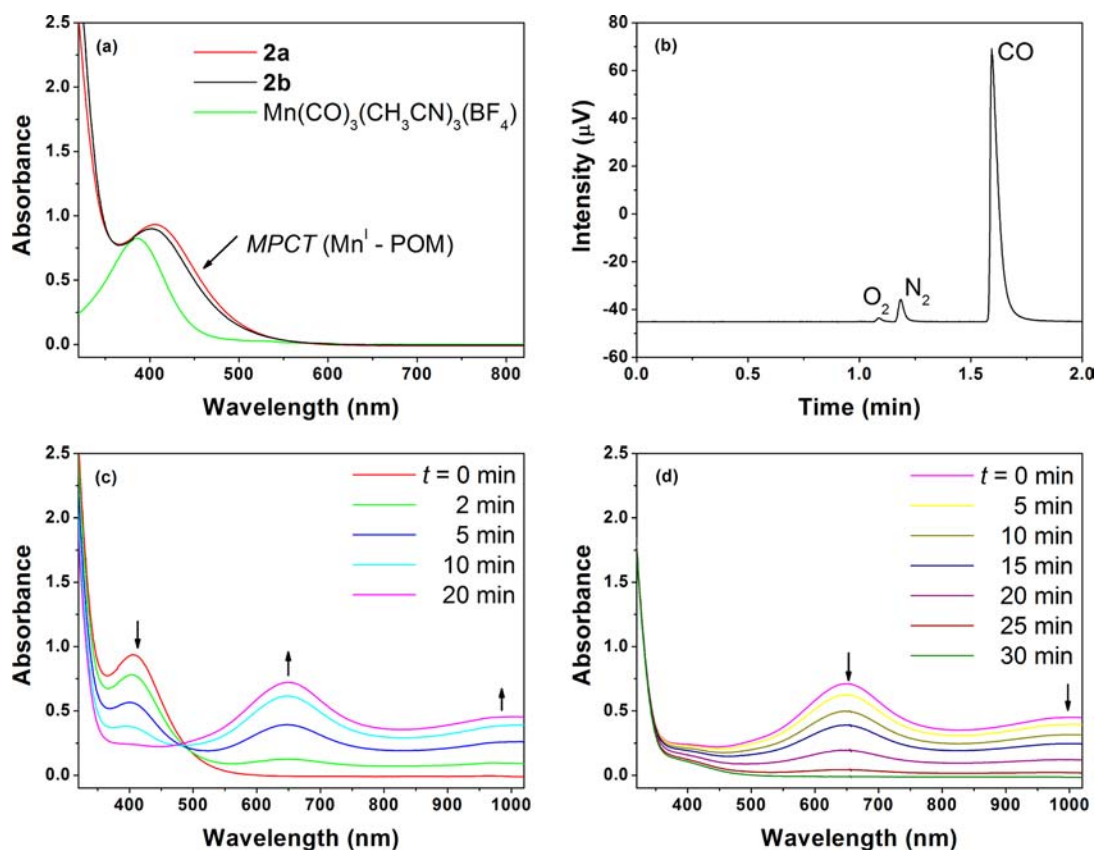 (a)
2a
2b
Mn(CO)₃(CH₃CN)₃(BF₄)
MPCT (Mnᴵ - POM)
Absorbance
2.5
2.0
1.5
1.0
0.5
0.0
400 500 600 700 800
Wavelength (nm)
(b)
CO
O₂
N₂
Intensity (µV)
80
60
40
20
0
-20
-40
-60
0.0 0.5 1.0 1.5 2.0
Time (min)
(c)
t = 0 min
2 min
5 min
10 min
20 min
Absorbance
2.5
2.0
1.5
1.0
0.5
0.0
400 500 600 700 800 900 1000
Wavelength (nm)
(d)
t = 0 min
5 min
10 min
15 min
20 min
25 min
30 min
Absorbance
2.5
2.0
1.5
1.0
0.5
0.0
400 500 600 700 800 900 1000
Wavelength (nm)